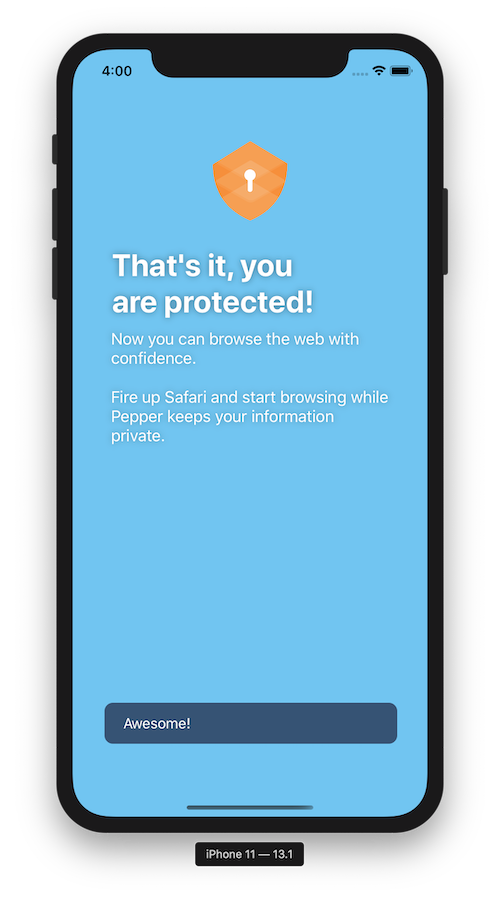 4:00
That's it, you
are protected!
Now you can browse the web with
confidence.
Fire up Safari and start browsing while
Pepper keeps your information
private.
Awesome!
iPhone 11 — 13.1